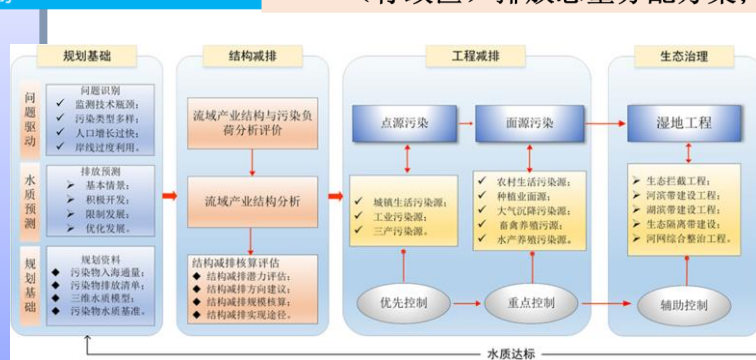 规划基础
问题驱动
问题识别
✓ 监测技术瓶颈；
✓ 污染类型多样；
✓ 人口增长过快；
✓ 岸线过度利用。
水质预测
排放预测
➢ 基本情景；
➢ 积极开发；
➢ 限制发展；
➢ 优化发展。
规划基础
规划资料
◆ 污染物入海通量；
◆ 污染物排放清单；
◆ 三维水质模型；
◆ 污染物水质基准。
结构减排
流域产业结构与污染负
荷分析评价
流域产业结构分析
结构减排核算评估
◆ 结构减排潜力评估；
◆ 结构减排方向建议；
◆ 结构减排规模核算；
◆ 结构减排实现途径。
工程减排
点源污染
面源污染
✓ 城镇生活污染源；
✓ 工业污染源；
✓ 三产污染源。
✓ 农村生活污染源；
✓ 种植业面源；
✓ 大气沉降污染源；
✓ 畜禽养殖污源；
✓ 水产养殖污染源。
优先控制
重点控制
生态治理
湿地工程
➢ 生态拦截工程；
➢ 河滨带建设工程；
➢ 湖滨带建设工程；
➢ 生态隔离带建设；
➢ 河网综合整治工程。
辅助控制
水质达标